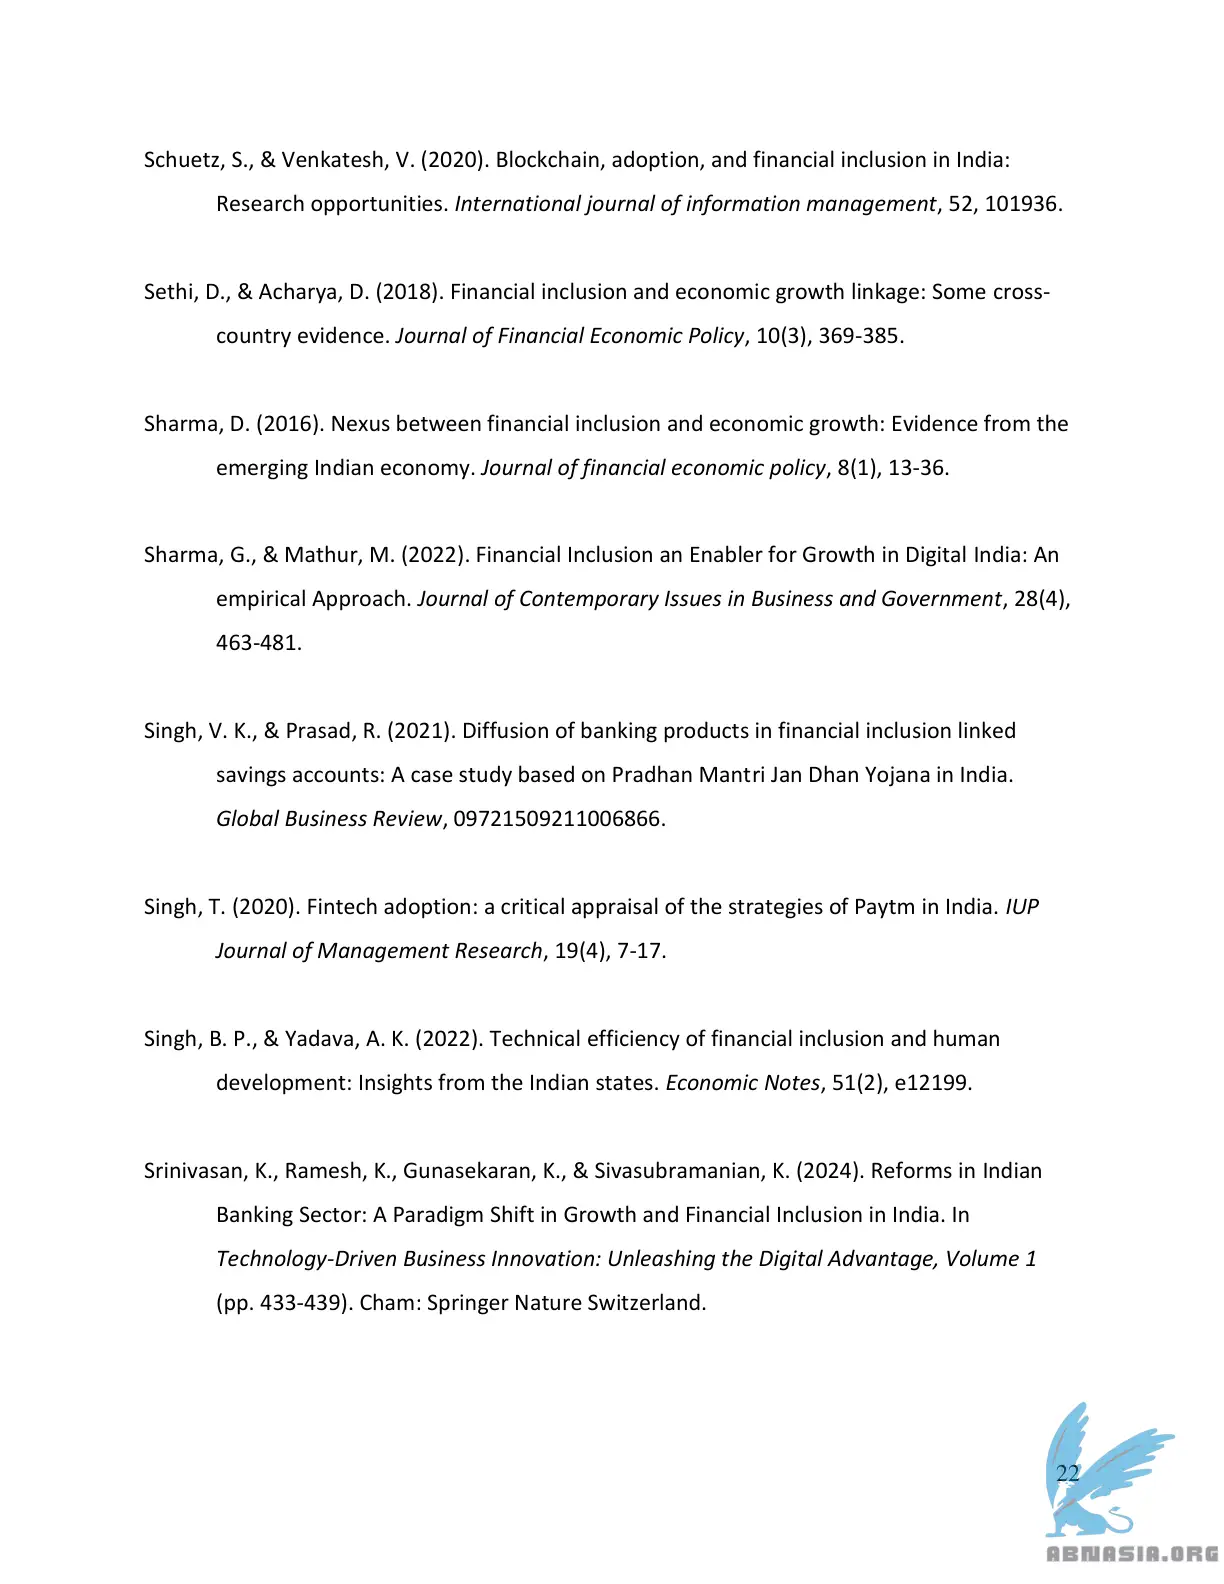 Schuetz, S., & Venkatesh, V. (2020). Blockchain, adoption, and financial inclusion in India:
Research opportunities. International journal of information management, 52, 101936.
Sethi, D., & Acharya, D. (2018). Financial inclusion and economic growth linkage: Some cross-
country evidence. Journal of Financial Economic Policy, 10(3), 369-385.
Sharma, D. (2016). Nexus between financial inclusion and economic growth: Evidence from the
emerging Indian economy. Journal of financial economic policy, 8(1), 13-36.
Sharma, G., & Mathur, M. (2022). Financial Inclusion an Enabler for Growth in Digital India: An
empirical Approach. Journal of Contemporary Issues in Business and Government, 28(4),
463-481.
Singh, V. K., & Prasad, R. (2021). Diffusion of banking products in financial inclusion linked
savings accounts: A case study based on Pradhan Mantri Jan Dhan Yojana in India.
Global Business Review, 09721509211006866.
Singh, T. (2020). Fintech adoption: a critical appraisal of the strategies of Paytm in India. IUP
Journal of Management Research, 19(4), 7-17.
Singh, B. P., & Yadava, A. K. (2022). Technical efficiency of financial inclusion and human
development: Insights from the Indian states. Economic Notes, 51(2), e12199.
Srinivasan, K., Ramesh, K., Gunasekaran, K., & Sivasubramanian, K. (2024). Reforms in Indian
Banking Sector: A Paradigm Shift in Growth and Financial Inclusion in India. In
Technology-Driven Business Innovation: Unleashing the Digital Advantage, Volume 1
(pp. 433-439). Cham: Springer Nature Switzerland.
22
ABNASIA.ORG